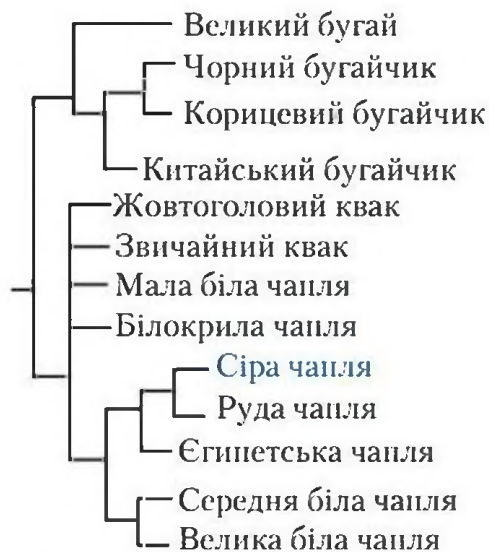 Великий бугай
Чорний бугайчик
Корицевий бугайчик
Китайський бугайчик
Жовтоголовий квак
Звичайний квак
Мала біла чапля
Білокрила чапля
Сіра чапля
Руда чапля
Єгипетська чапля
Середня біла чапля
Велика біла чапля